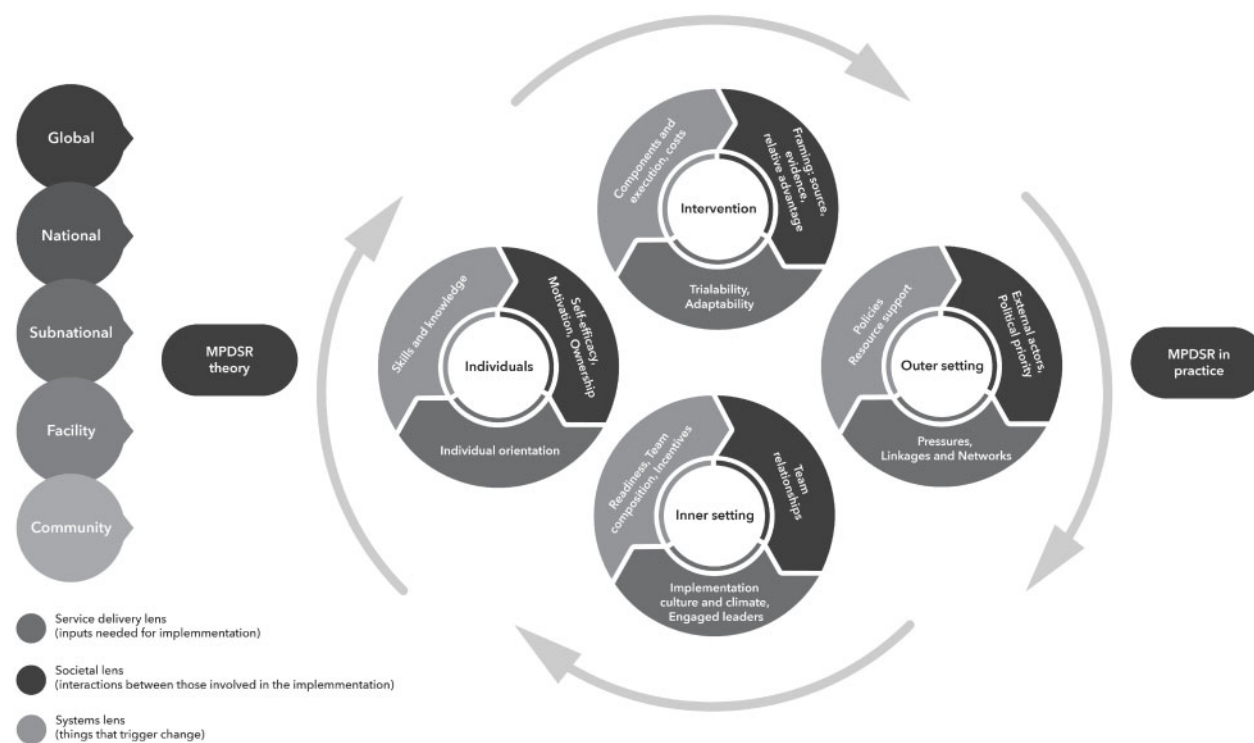 Global
National
Subnational
Facility
Community
MPDSR
theory
Components and
execution, costs
Framing: source,
evidence,
relative advantage
Intervention
Trialability,
Adaptability
Skills and knowledge
Self-efficacy,
Motivation, Ownership
Individuals
Individual orientation
Policies
Resource support
External actors,
Political priority
Outer setting
Pressures,
Linkages and Networks
Readiness, Team
composition, Incentives
Team
relationships
Inner setting
Implementation
culture and climate,
Engaged leaders
MPDSR in
practice
Service delivery lens
(inputs needed for implemmentation)
Societal lens
(interactions between those involved in the implemmentation)
Systems lens
(things that trigger change)